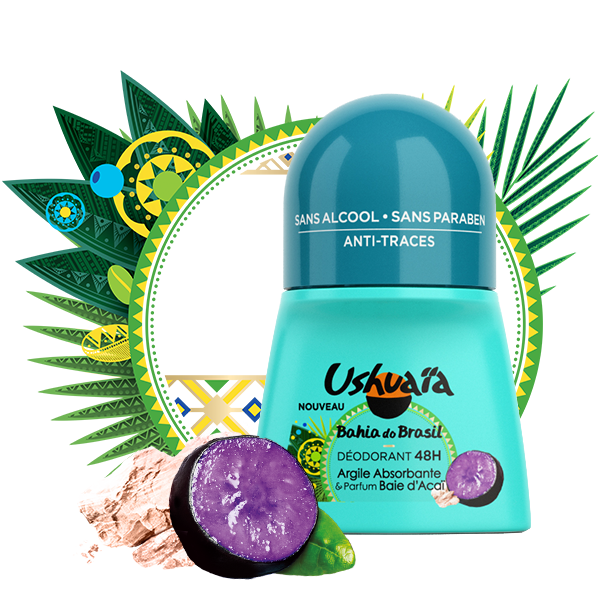 SANS ALCOOL • SANS PARABEN
ANTI-TRACES
Ushuaïa
NOUVEAU
Bahia do Brasil
DÉODORANT 48H
Argile Absorbante
& Parfum Baie d'Açaï